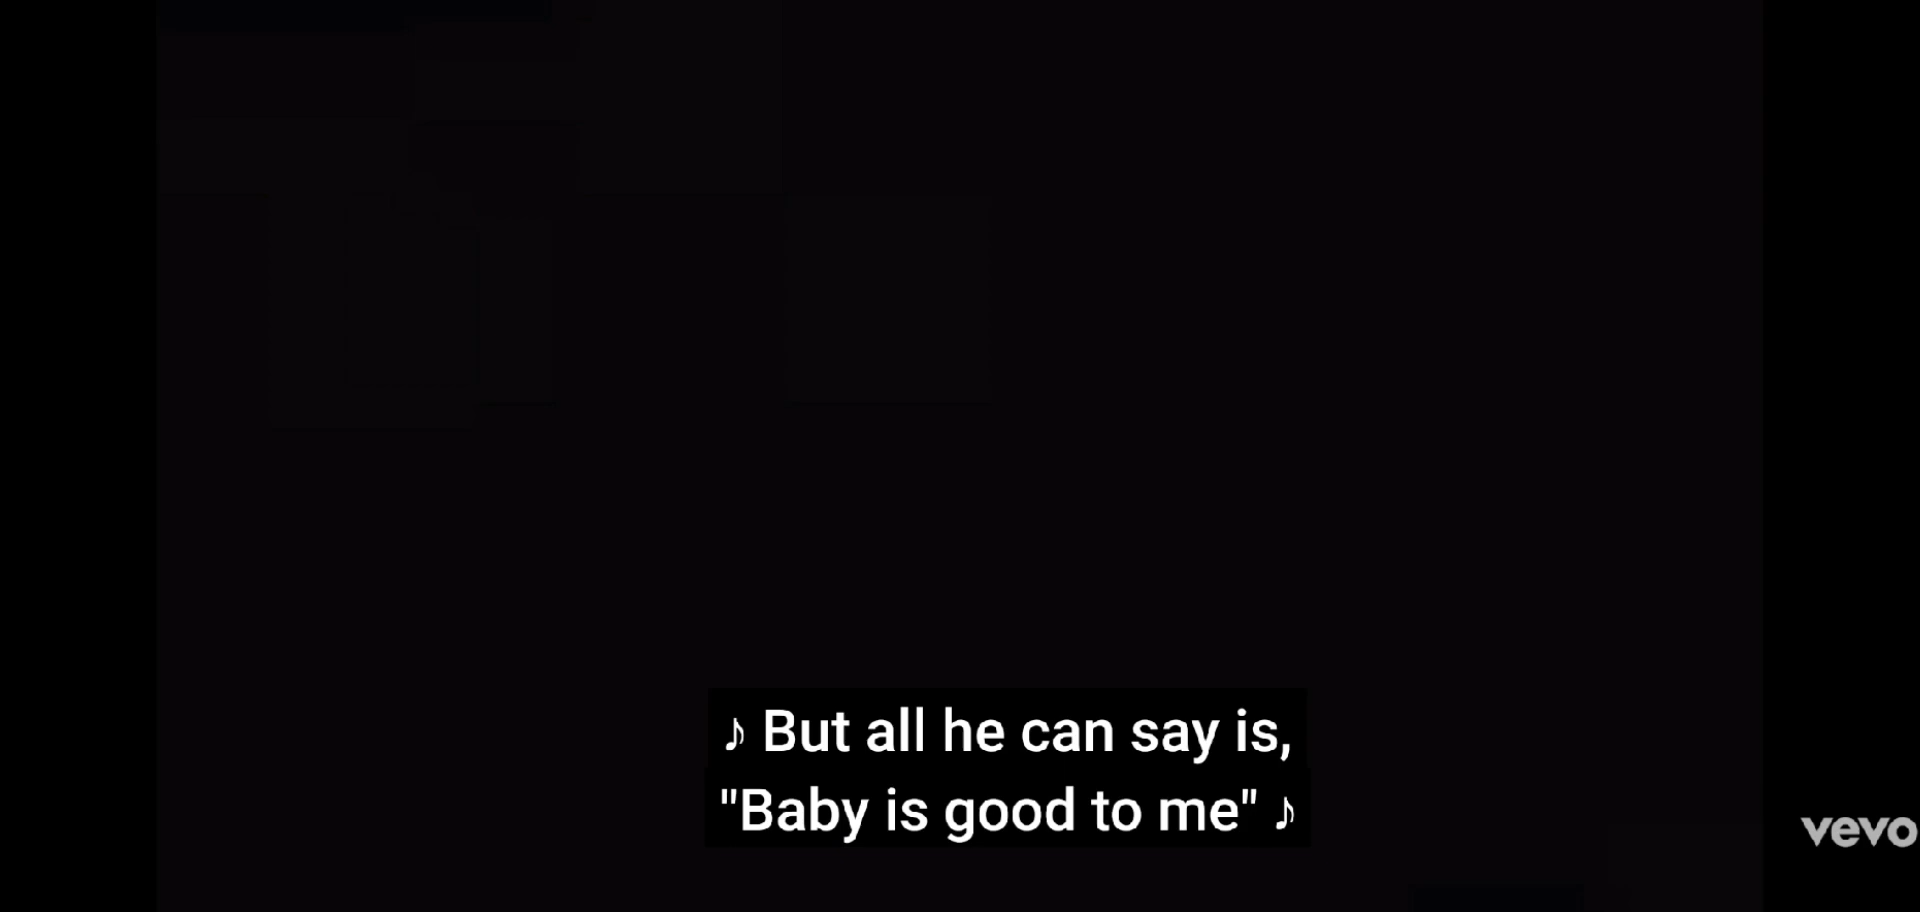 ♪ But all he can say is,
"Baby is good to me" ♪
vevo